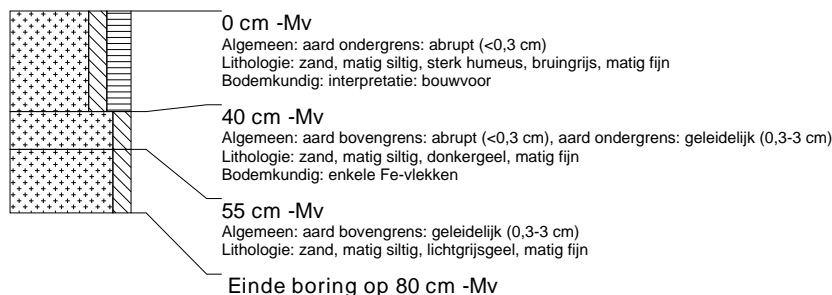 0 cm -Mv
Algemeen: aard ondergrens: abrupt (<0,3 cm)
Lithologie: zand, matig siltig, sterk humeus, bruingrijs, matig fijn
Bodemkundig: interpretatie: bouwvoor
40 cm -Mv
Algemeen: aard bovengrens: abrupt (<0,3 cm), aard ondergrens: geleidelijk (0,3-3 cm)
Lithologie: zand, matig siltig, donkergeel, matig fijn
Bodemkundig: enkele Fe-vlekken
55 cm -Mv
Algemeen: aard bovengrens: geleidelijk (0,3-3 cm)
Lithologie: zand, matig siltig, lichtgrijsgeel, matig fijn
Einde boring op 80 cm -Mv